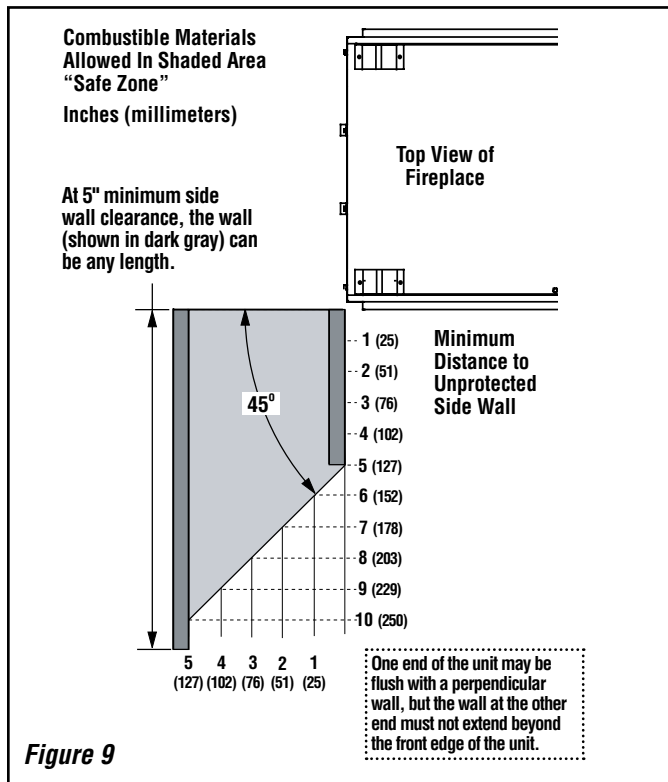 Combustible Materials
Allowed In Shaded Area
“Safe Zone”
Inches (millimeters)
Top View of
Fireplace
At 5" minimum side
wall clearance, the wall
(shown in dark gray) can
be any length.
Minimum
Distance to
Unprotected
Side Wall
1 (25)
2 (51)
3 (76)
4 (102)
5 (127)
6 (152)
7 (178)
8 (203)
9 (229)
10 (250)
45°
5 4 3 2 1
(127) (102) (76) (51) (25)
One end of the unit may be
flush with a perpendicular
wall, but the wall at the other
end must not extend beyond
the front edge of the unit.
Figure 9